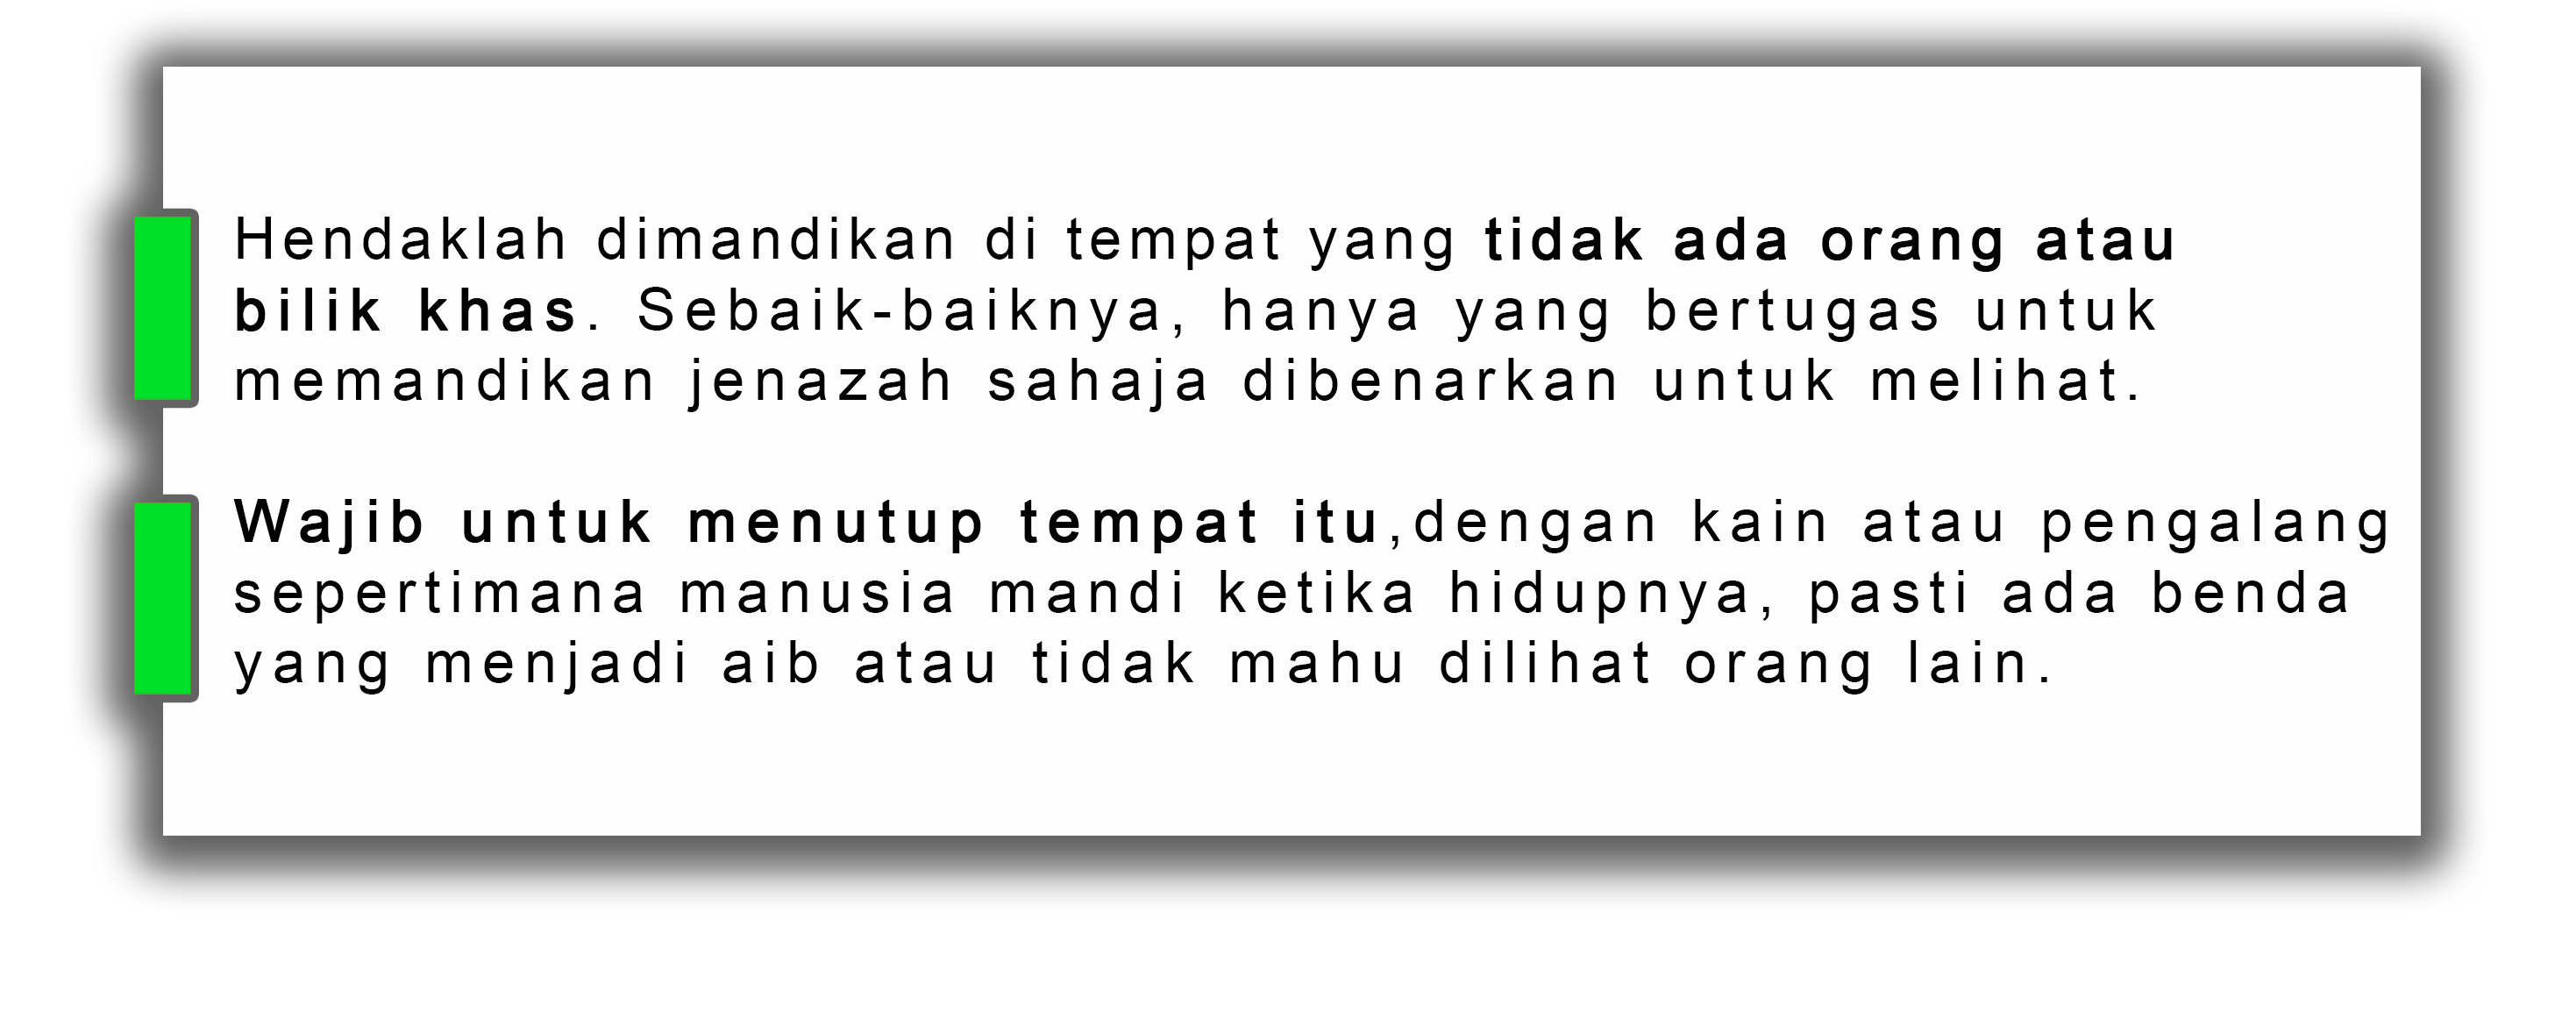 Hendaklah dimandikan di tempat yang tidak ada orang atau
bilik khas. Sebaik-baiknya, hanya yang bertugas untuk
memandikan jenazah sahaja dibenarkan untuk melihat.
Wajib untuk menutup tempat itu,dengan kain atau pengalang
sepertimana manusia mandi ketika hidupnya, pasti ada benda
yang menjadi aib atau tidak mahu dilihat orang lain.